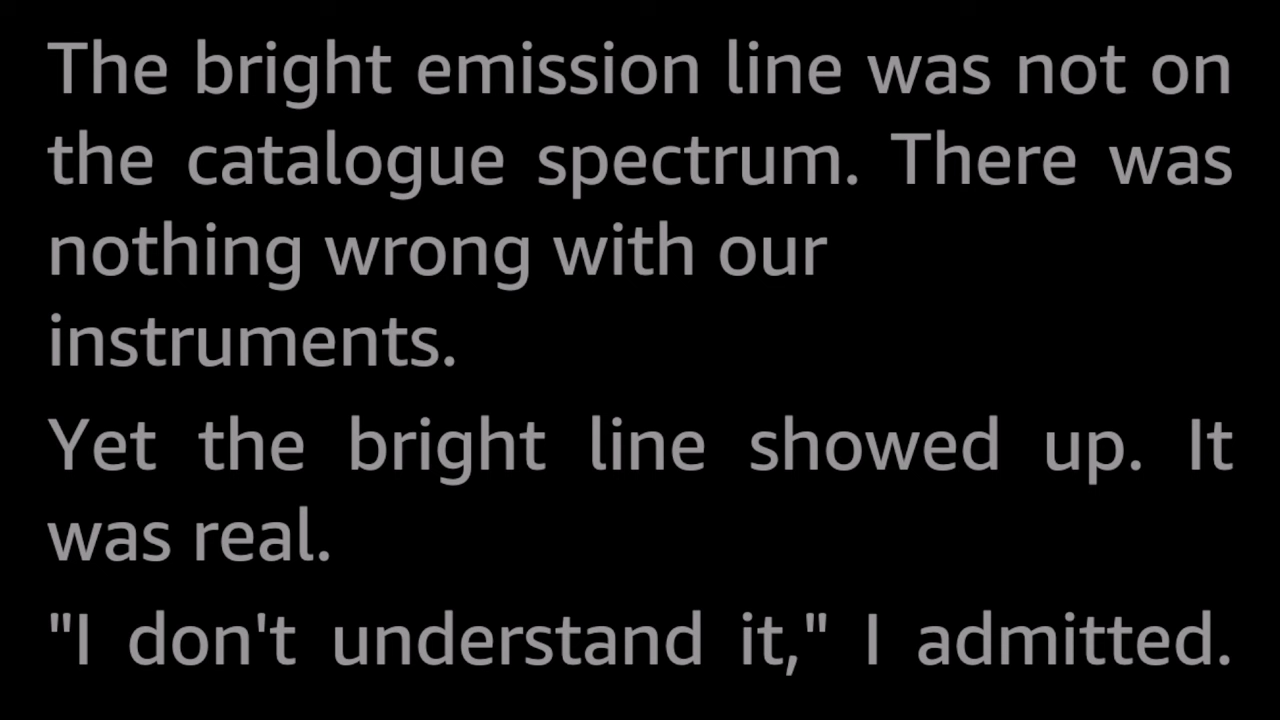 The bright emission line was not on
the catalogue spectrum. There was
nothing wrong with our
instruments.
Yet the bright line showed up. It
was real.
"I don't understand it," I admitted.